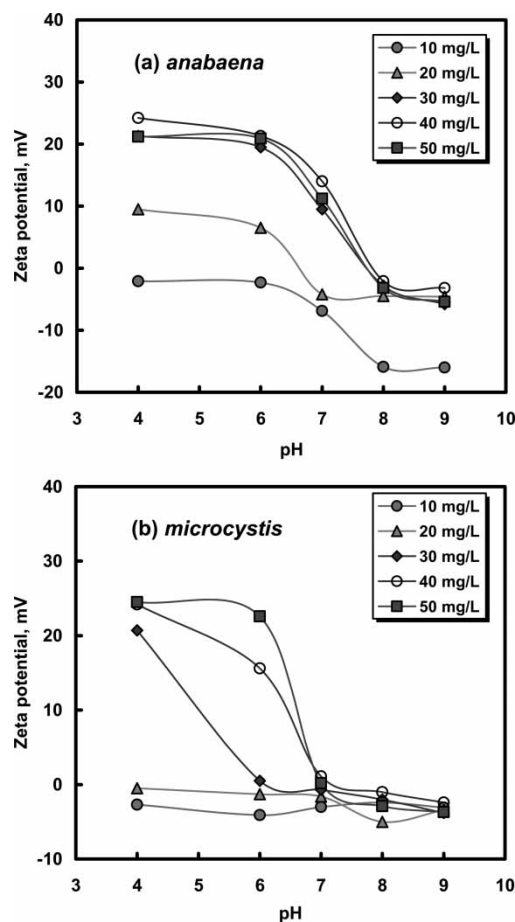 40
30
20
10
0
-10
-20
Zeta potential, mV
(a) anabaena
10 mg/L
20 mg/L
30 mg/L
40 mg/L
50 mg/L
3 4 5 6 7 8 9 10
pH
40
30
20
10
0
-10
Zeta potential, mV
(b) microcystis
10 mg/L
20 mg/L
30 mg/L
40 mg/L
50 mg/L
3 4 5 6 7 8 9 10
pH